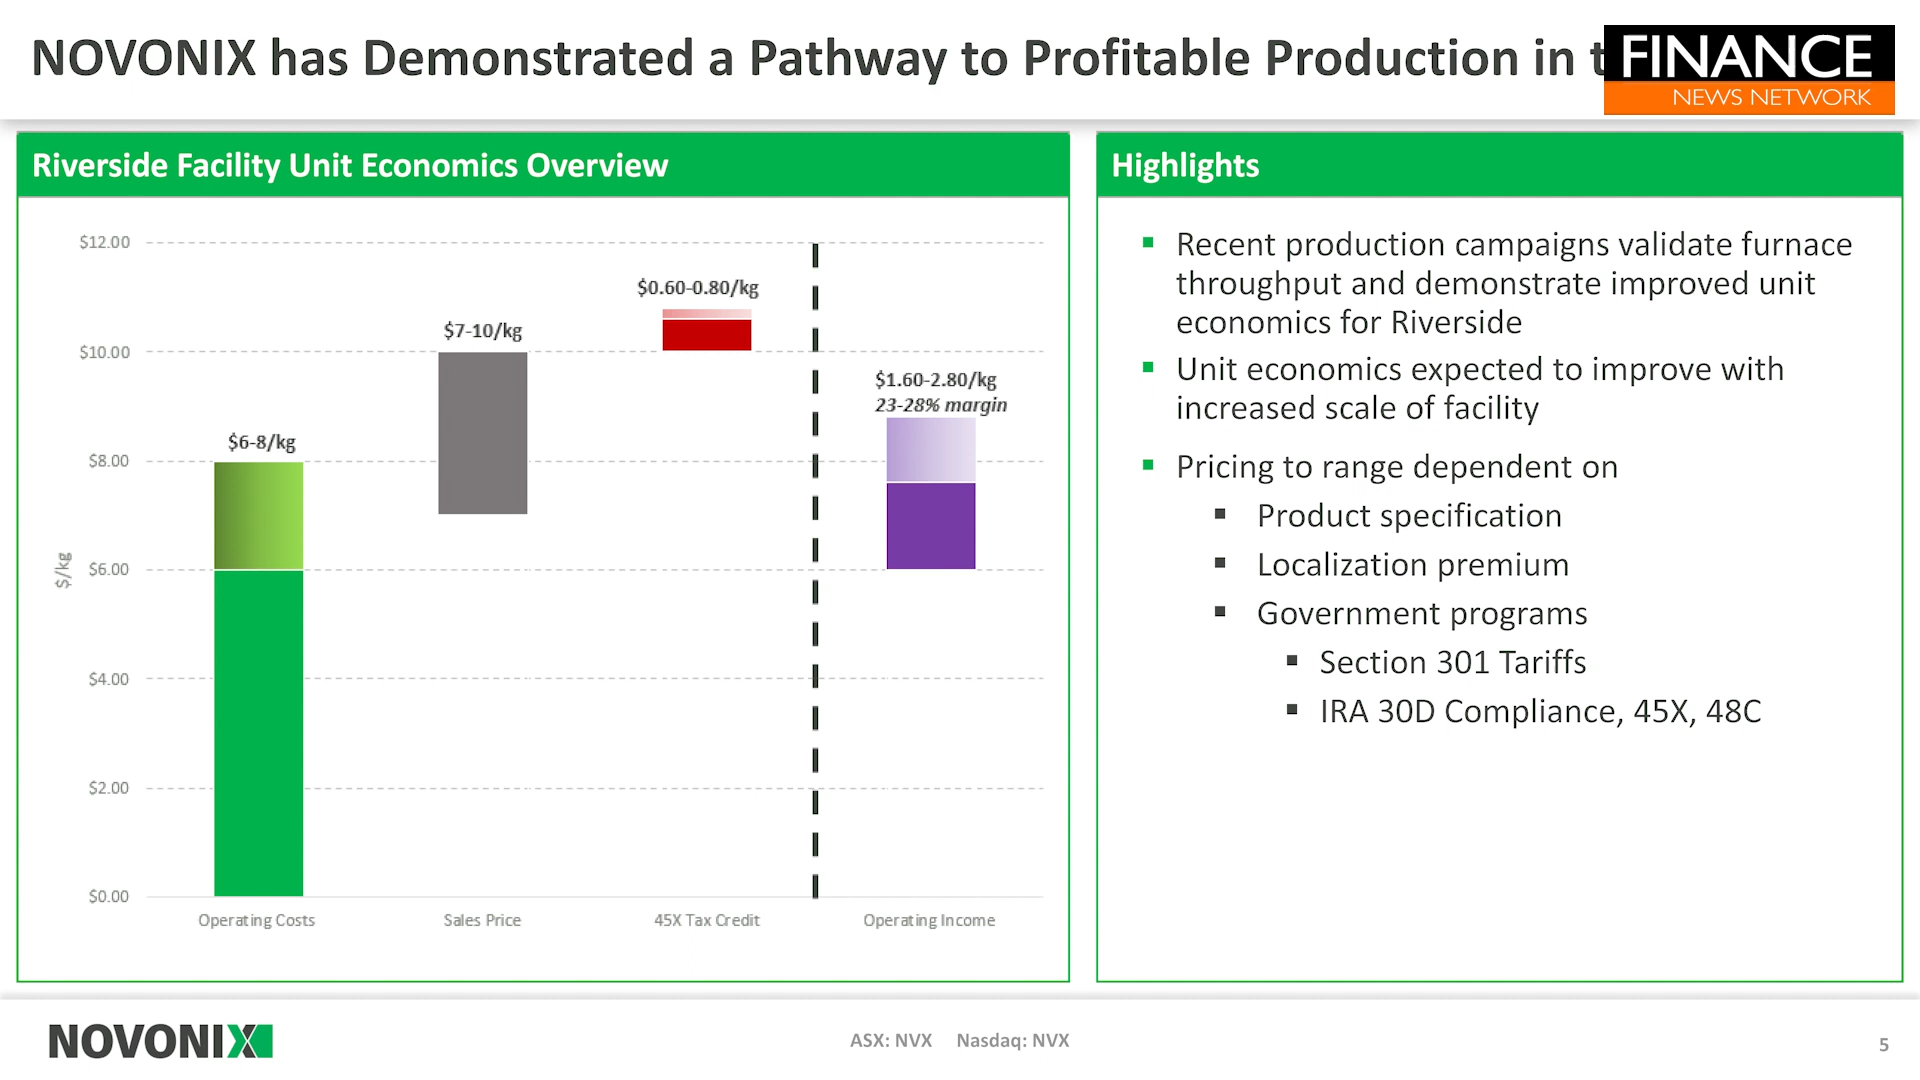 NOVONIX has Demonstrated a Pathway to Profitable Production in
FINANCE
NEWS NETWORK
Riverside Facility Unit Economics Overview
$12.00
$10.00
$8.00
$6.00
$4.00
$2.00
$0.00
$/kg
$6-8/kg
$7-10/kg
$0.60-0.80/kg
$1.60-2.80/kg
23-28% margin
Operating Costs
Sales Price
45X Tax Credit
Operating Income
Highlights
Recent production campaigns validate furnace
throughput and demonstrate improved unit
economics for Riverside
Unit economics expected to improve with
increased scale of facility
Pricing to range dependent on
Product specification
Localization premium
Government programs
Section 301 Tariffs
IRA 30D Compliance, 45X, 48C
NOVONIX
ASX: NVX Nasdaq: NVX
5